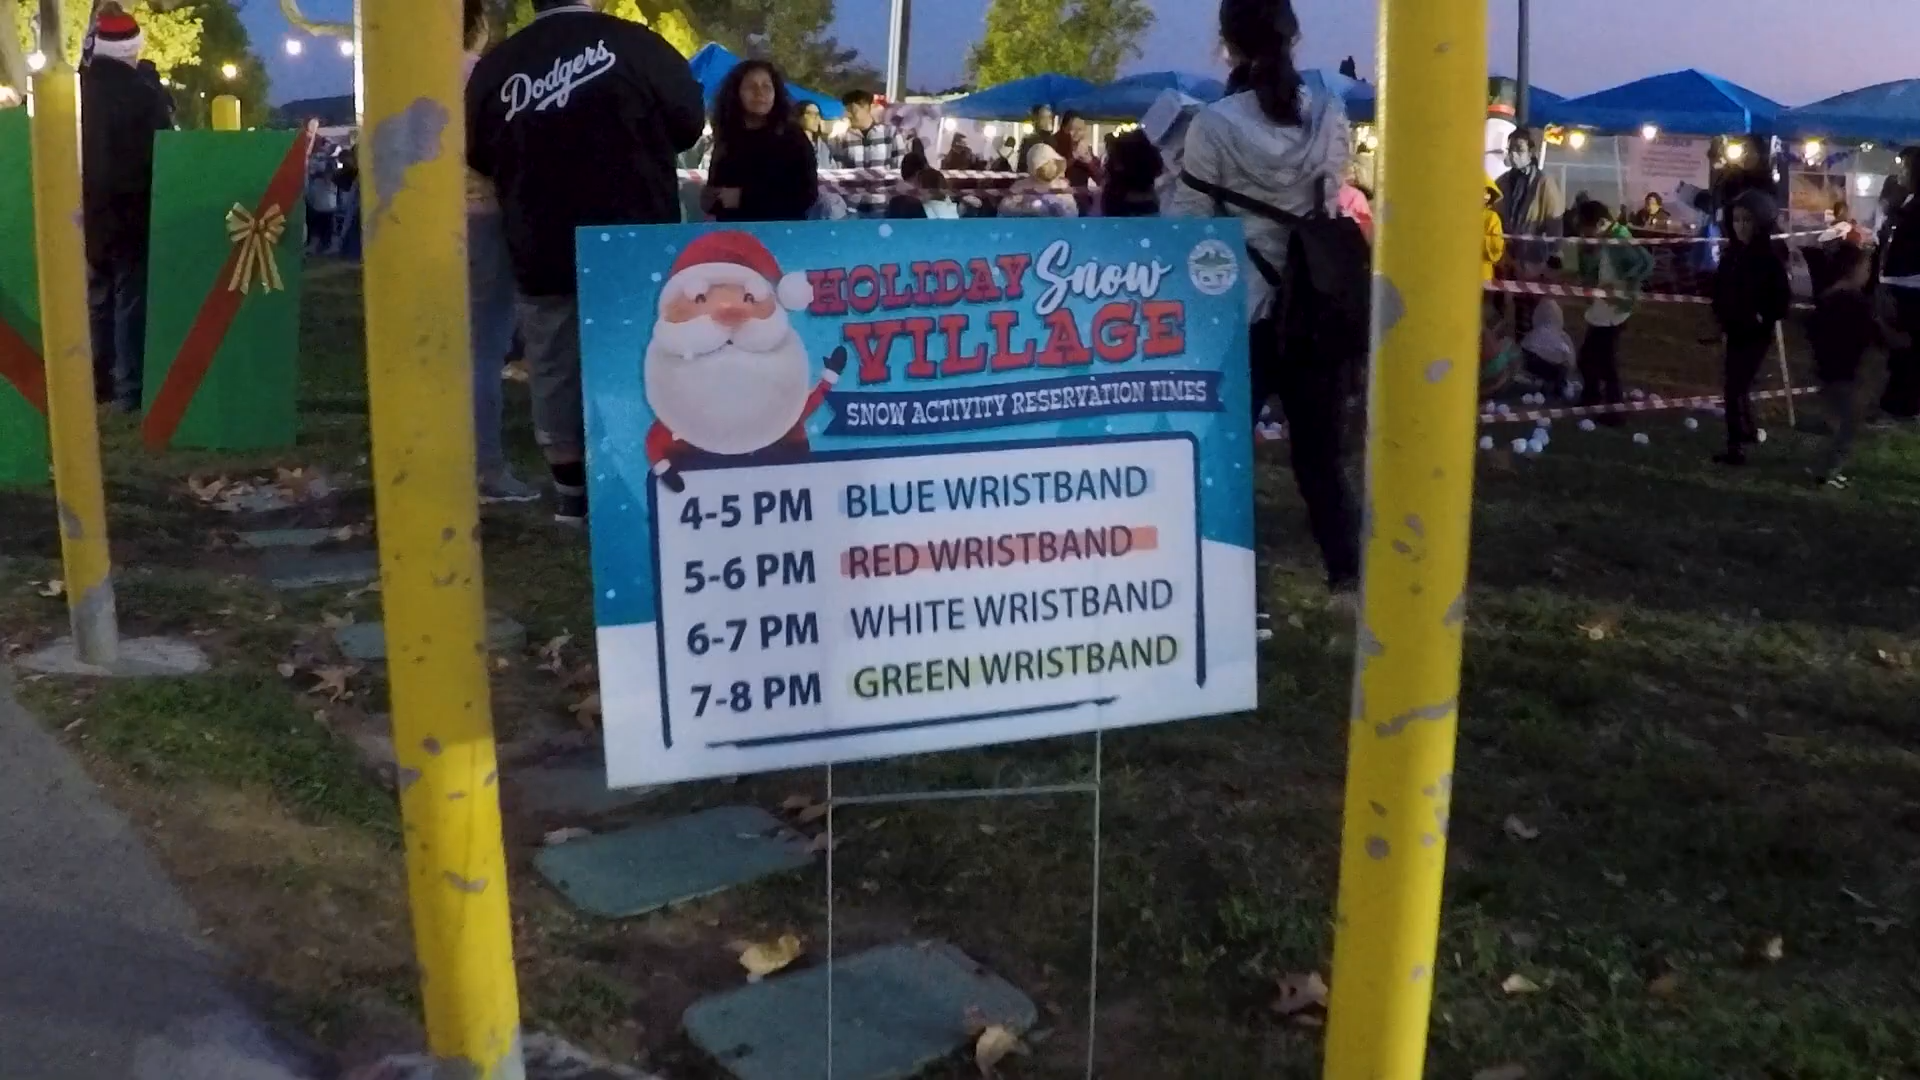 Dodgers
HOLIDAY Snow
VILLAGE
SNOW ACTIVITY RESERVATION TIMES
4-5 PM BLUE WRISTBAND
5-6 PM RED WRISTBAND
6-7 PM WHITE WRISTBAND
7-8 PM GREEN WRISTBAND